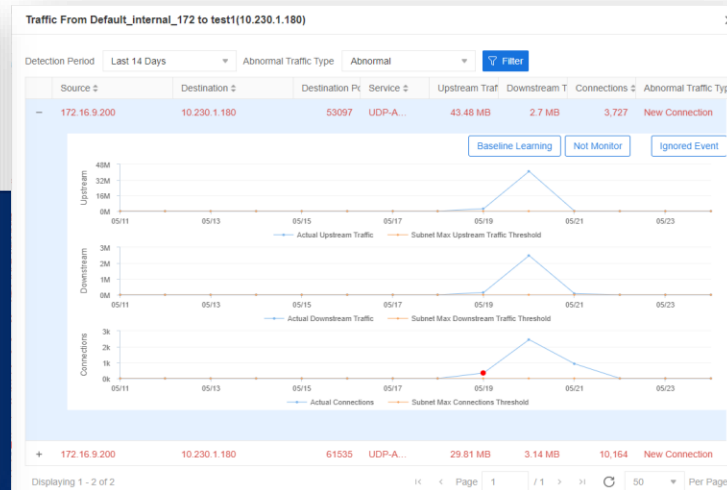 Traffic From Default_internal_172 to test1(10.230.1.180)
Detection Period Last 14 Days Abnormal Traffic Type Abnormal Filter
Source Destination Destination Po Service Upstream Traf Downstream T Connections Abnormal Traffic Typ
− 172.16.9.200 10.230.1.180 53097 UDP-A... 43.48 MB 2.7 MB 3,727 New Connection
Baseline Learning Not Monitor Ignored Event
Upstream
48M
32M
16M
0M
05/11 05/13 05/15 05/17 05/19 05/21 05/23
Actual Upstream Traffic Subnet Max Upstream Traffic Threshold
Downstream
3M
2M
1M
0M
05/11 05/13 05/15 05/17 05/19 05/21 05/23
Actual Downstream Traffic Subnet Max Downstream Traffic Threshold
Connections
3k
2k
1k
0k
05/11 05/13 05/15 05/17 05/19 05/21 05/23
Actual Connections Subnet Max Connections Threshold
+ 172.16.9.200 10.230.1.180 61535 UDP-A... 29.81 MB 3.14 MB 10,164 New Connection
Displaying 1 - 2 of 2 Page 1 / 1 50 Per Page